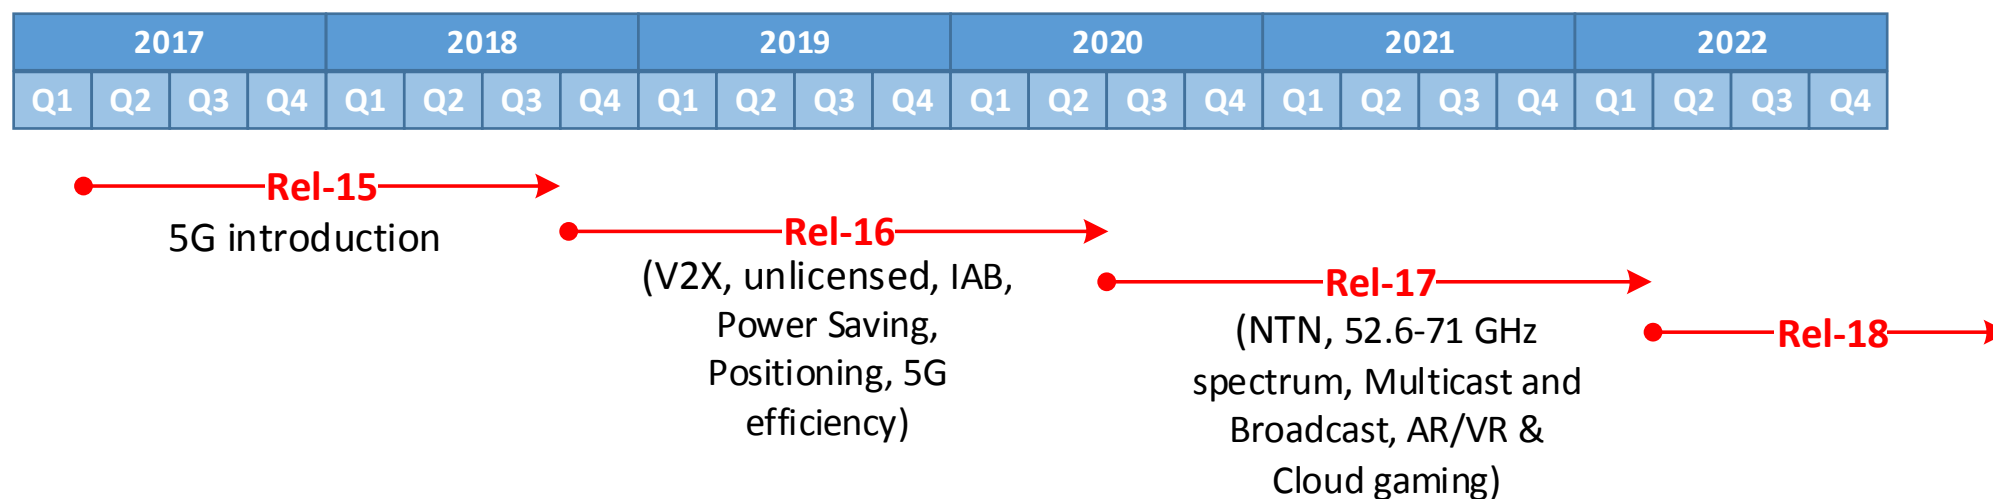 2017 2018 2019 2020 2021 2022
Q1 Q2 Q3 Q4 Q1 Q2 Q3 Q4 Q1 Q2 Q3 Q4 Q1 Q2 Q3 Q4 Q1 Q2 Q3 Q4 Q1 Q2 Q3 Q4
Rel-15
5G introduction
Rel-16
(V2X, unlicensed, IAB,
Power Saving,
Positioning, 5G
efficiency)
Rel-17
(NTN, 52.6-71 GHz
spectrum, Multicast and
Broadcast, AR/VR &
Cloud gaming)
Rel-18